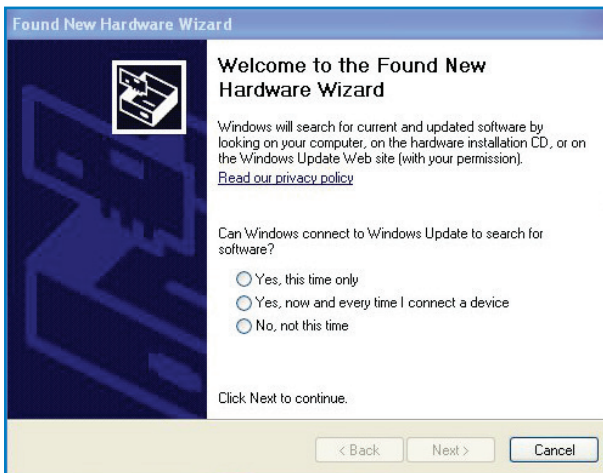 Found New Hardware Wizard
Welcome to the Found New
Hardware Wizard
Windows will search for current and updated software by
looking on your computer, on the hardware installation CD, or on
the Windows Update Web site (with your permission).
Read our privacy policy
Can Windows connect to Windows Update to search for
software?
Yes, this time only
Yes, now and every time I connect a device
No, not this time
Click Next to continue.
< Back
Next >
Cancel